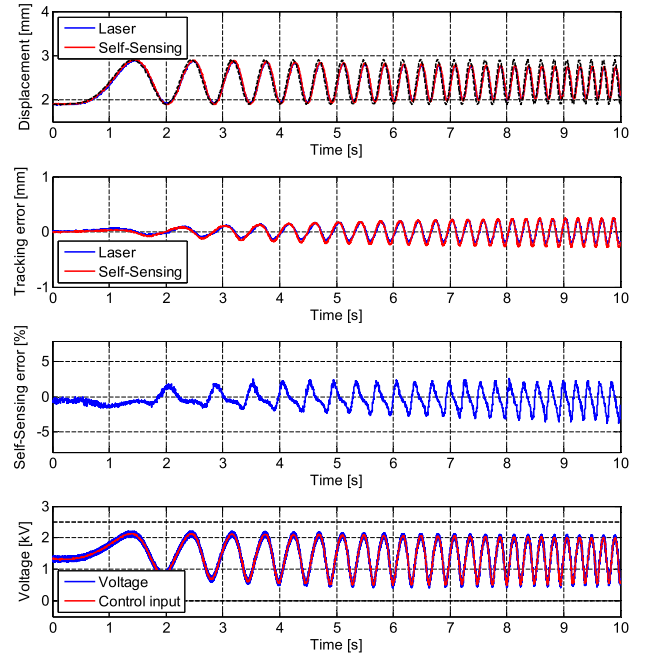 4
3
2
Displacement [mm]
Laser
Self-Sensing
0 1 2 3 4 5 6 7 8 9 10
Time [s]
1
0
-1
Tracking error [mm]
Laser
Self-Sensing
0 1 2 3 4 5 6 7 8 9 10
Time [s]
5
0
-5
Self-Sensing error [%]
0 1 2 3 4 5 6 7 8 9 10
Time [s]
3
2
1
0
Voltage [kV]
Voltage
Control input
0 1 2 3 4 5 6 7 8 9 10
Time [s]